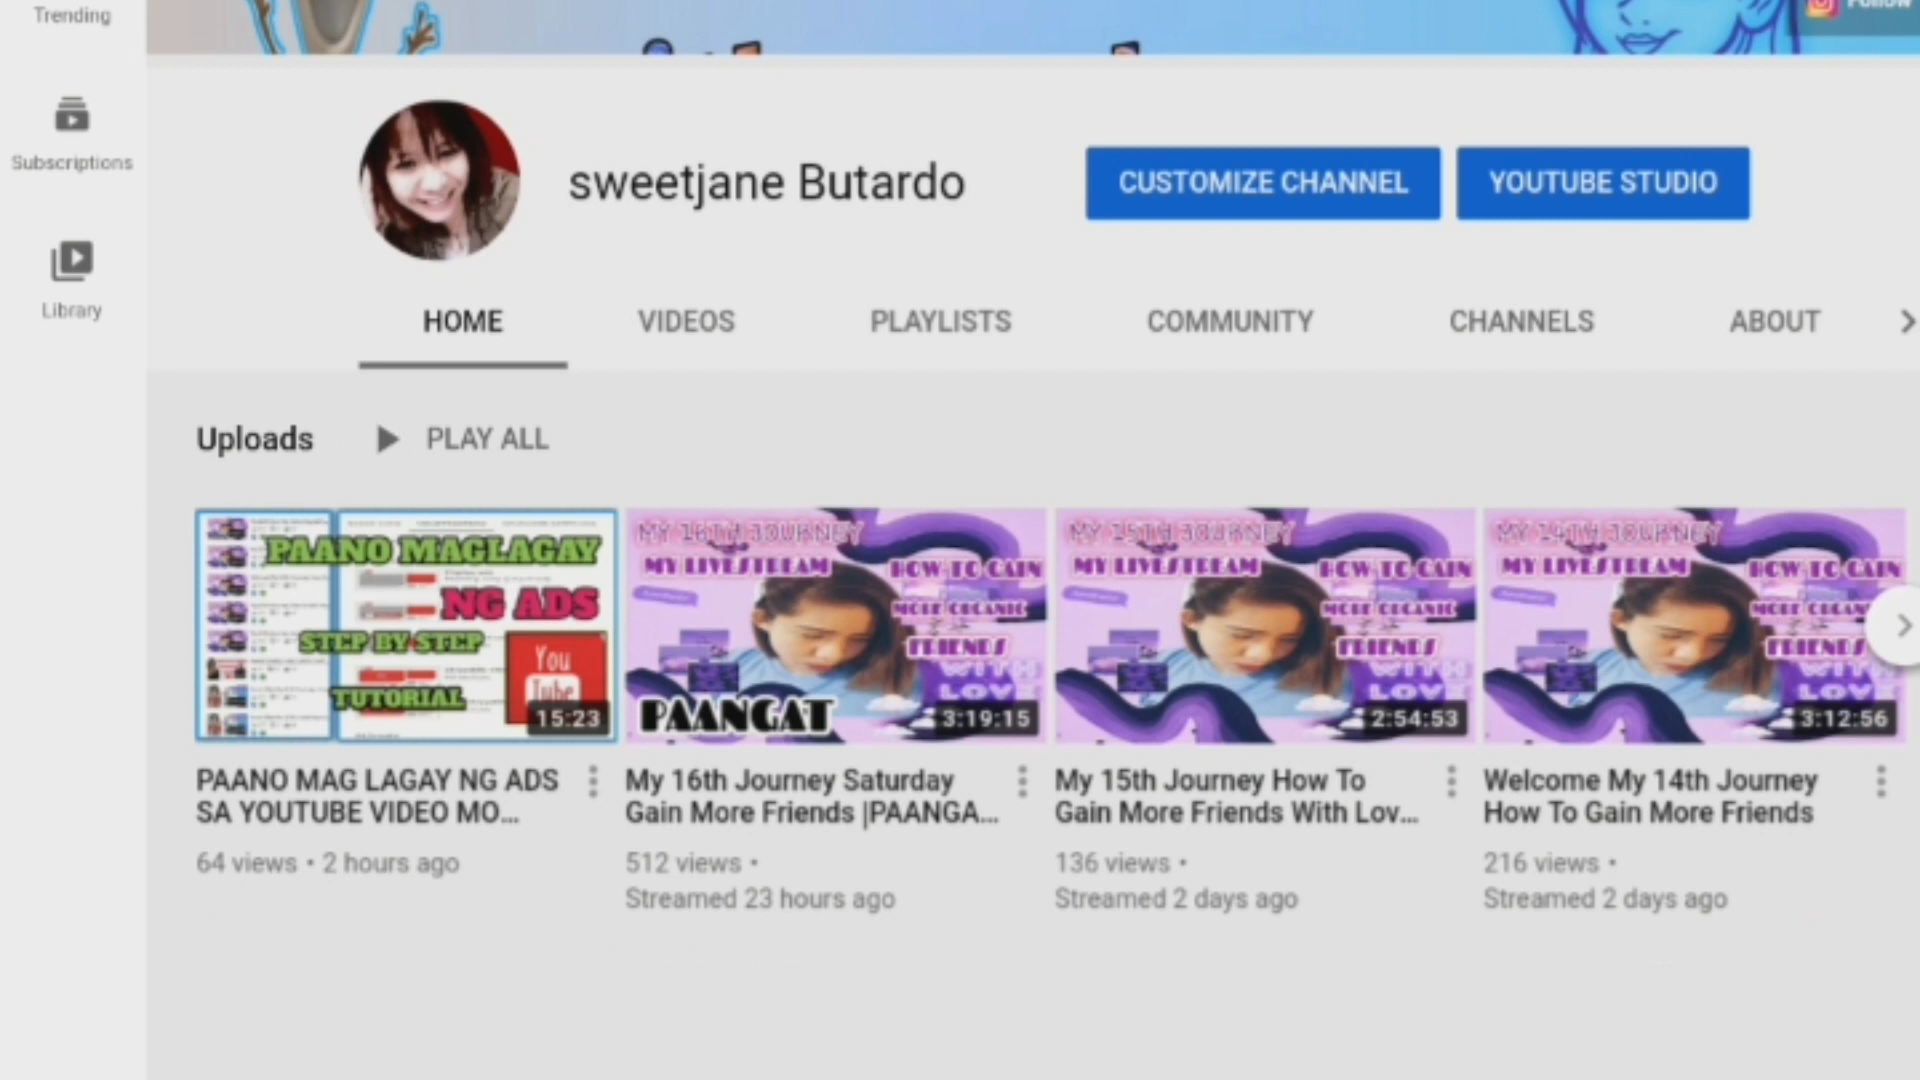 Trending
Follow
Subscriptions
Library
sweetjane Butardo
CUSTOMIZE CHANNEL
YOUTUBE STUDIO
HOME
VIDEOS
PLAYLISTS
COMMUNITY
CHANNELS
ABOUT
Uploads
PLAY ALL
PAANO MAGLAGAY
NG ADS
STEP BY STEP
TUTORIAL
You
Tube
15:23
MY 16TH JOURNEY
MY LIVESTREAM
HOW TO GAIN
MORE ORGANIC
FRIENDS
WITH
LOVE
PAANGAT
3:19:15
MY 15TH JOURNEY
MY LIVESTREAM
HOW TO GAIN
MORE ORGANIC
FRIENDS
WITH
LOVE
2:54:53
MY 14TH JOURNEY
MY LIVESTREAM
HOW TO GAIN
MORE
FRIENDS
WITH
LOVE
3:12:56
PAANO MAG LAGAY NG ADS
SA YOUTUBE VIDEO MO...
64 views • 2 hours ago
My 16th Journey Saturday
Gain More Friends |PAANGA...
512 views •
Streamed 23 hours ago
My 15th Journey How To
Gain More Friends With Lov...
136 views •
Streamed 2 days ago
Welcome My 14th Journey
How To Gain More Friends
216 views •
Streamed 2 days ago